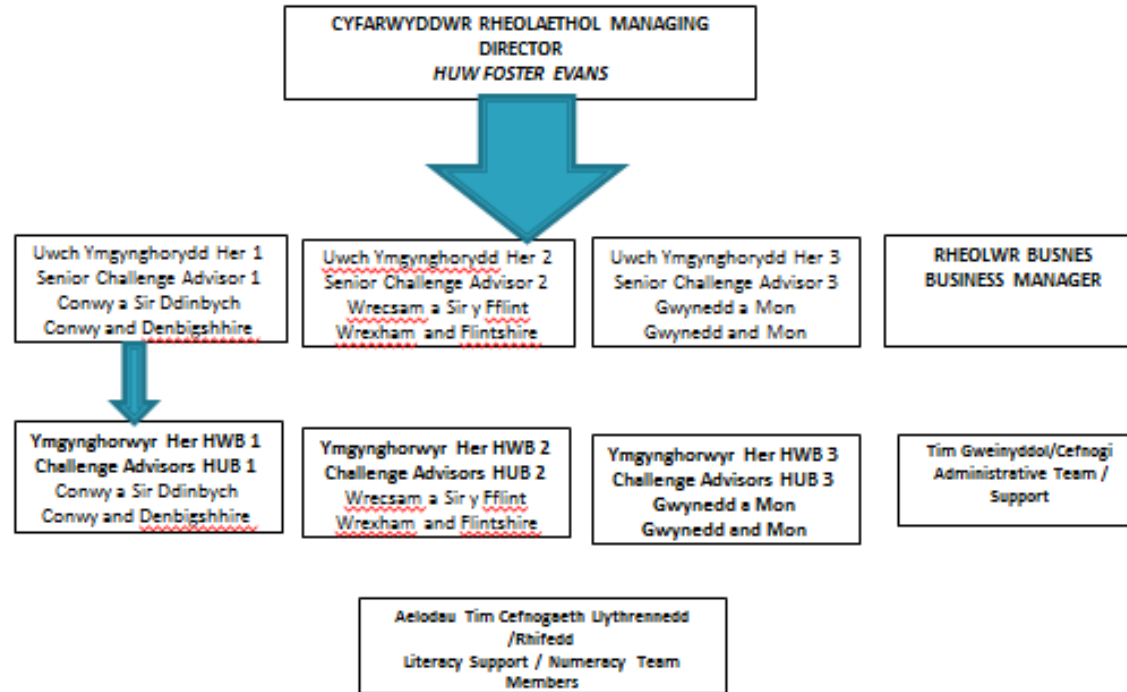 CYFARWYDDWR RHEOLAETHOL MANAGING
DIRECTOR
HUW FOSTER EVANS
Uwch Ymgynghorydd Her 1
Senior Challenge Advisor 1
Conwy a Sir Ddinbych
Conwy and Denbigshhire
Uwch Ymgynghorydd Her 2
Senior Challenge Advisor 2
Wrecsam a Sir y Fflint
Wrexham and Flintshire
Uwch Ymgynghorydd Her 3
Senior Challenge Advisor 3
Gwynedd a Mon
Gwynedd and Mon
RHEOLWR BUSNES
BUSINESS MANAGER
Ymgynghorwyr Her HWB 1
Challenge Advisors HUB 1
Conwy a Sir Ddinbych
Conwy and Denbigshhire
Ymgynghorwyr Her HWB 2
Challenge Advisors HUB 2
Wrecsam a Sir y Fflint
Wrexham and Flintshire
Ymgynghorwyr Her HWB 3
Challenge Advisors HUB 3
Gwynedd a Mon
Gwynedd and Mon
Tim Gweinyddol/Cefnogi
Administrative Team /
Support
Aelodau Tim Cefnogaeth Llythrennedd
/Rhifedd
Literacy Support / Numeracy Team
Members